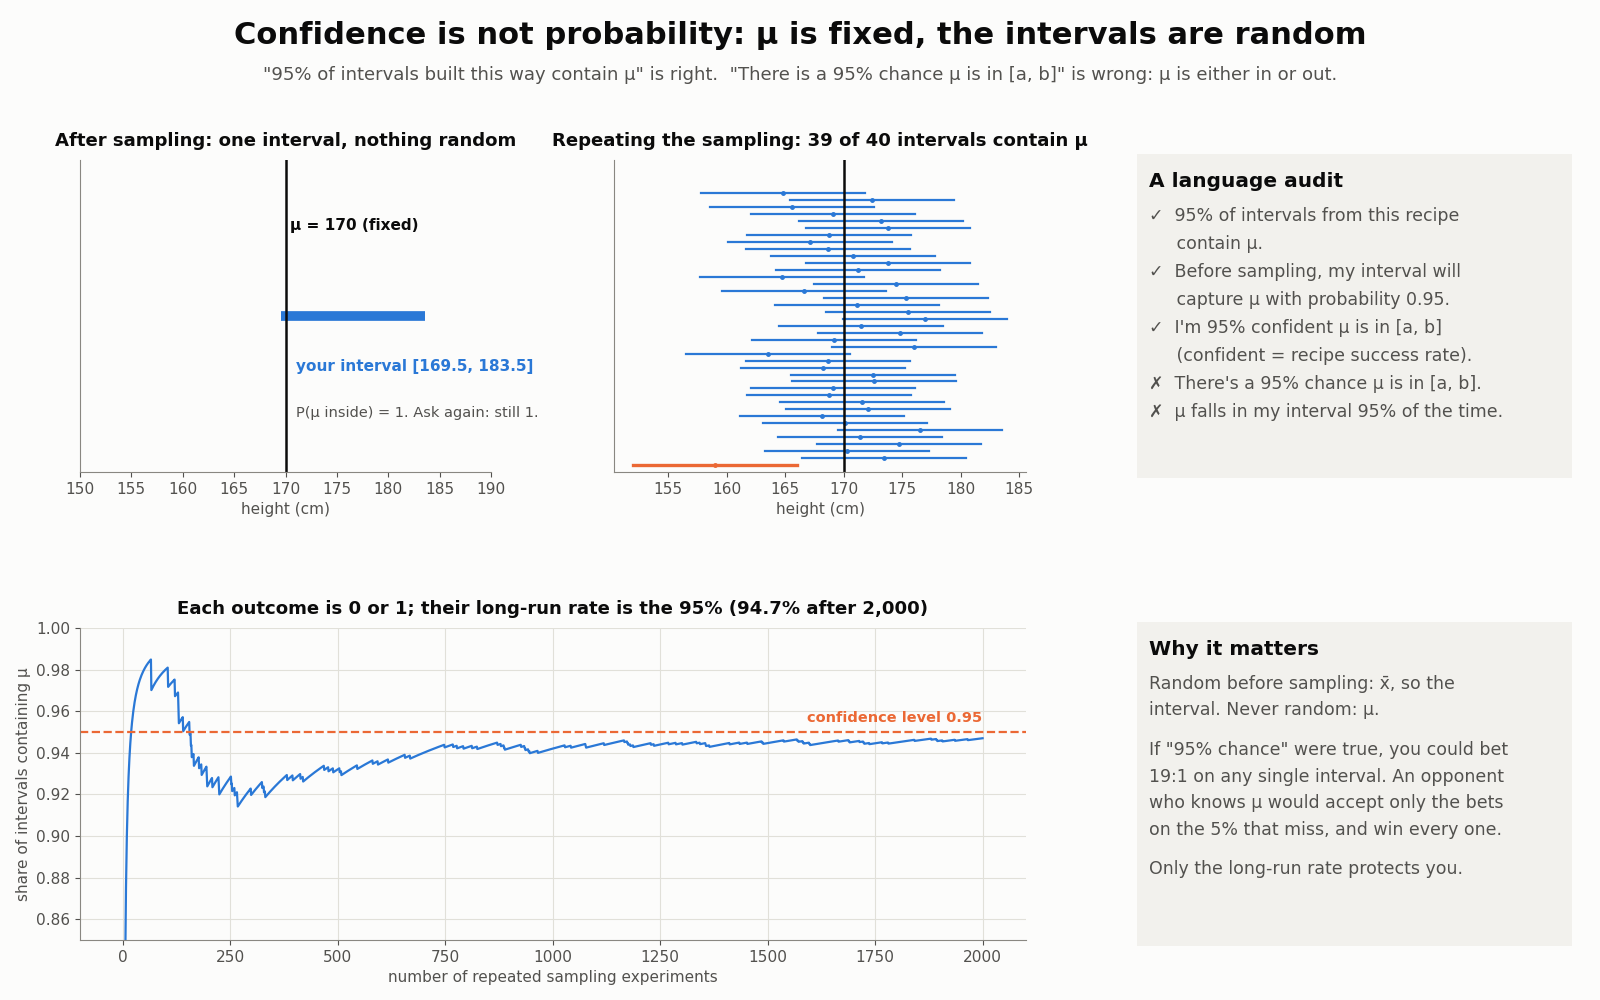 Confidence is not probability: μ is fixed, the intervals are random
"95% of intervals built this way contain μ" is right.  "There is a 95% chance μ is in [a, b]" is wrong: μ is either in or out.
After sampling: one interval, nothing random
μ = 170 (fixed)
your interval [169.5, 183.5]
P(μ inside) = 1. Ask again: still 1.
150 155 160 165 170 175 180 185 190
height (cm)
Repeating the sampling: 39 of 40 intervals contain μ
155 160 165 170 175 180 185
height (cm)
A language audit
✓ 95% of intervals from this recipe
contain μ.
✓ Before sampling, my interval will
capture μ with probability 0.95.
✓ I'm 95% confident μ is in [a, b]
(confident = recipe success rate).
✗ There's a 95% chance μ is in [a, b].
✗ μ falls in my interval 95% of the time.
Each outcome is 0 or 1; their long-run rate is the 95% (94.7% after 2,000)
share of intervals containing μ
1.00
0.98
0.96
0.94
0.92
0.90
0.88
0.86
confidence level 0.95
0 250 500 750 1000 1250 1500 1750 2000
number of repeated sampling experiments
Why it matters
Random before sampling: x̄, so the
interval. Never random: μ.
If "95% chance" were true, you could bet
19:1 on any single interval. An opponent
who knows μ would accept only the bets
on the 5% that miss, and win every one.
Only the long-run rate protects you.